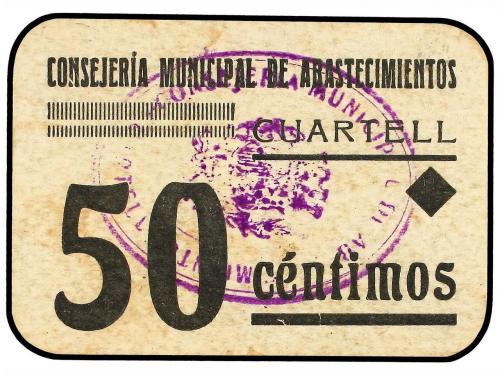 CONSEJERÍA MUNICIPAL DE ABASTECIMIENTOS
CUARTELL
50 céntimos